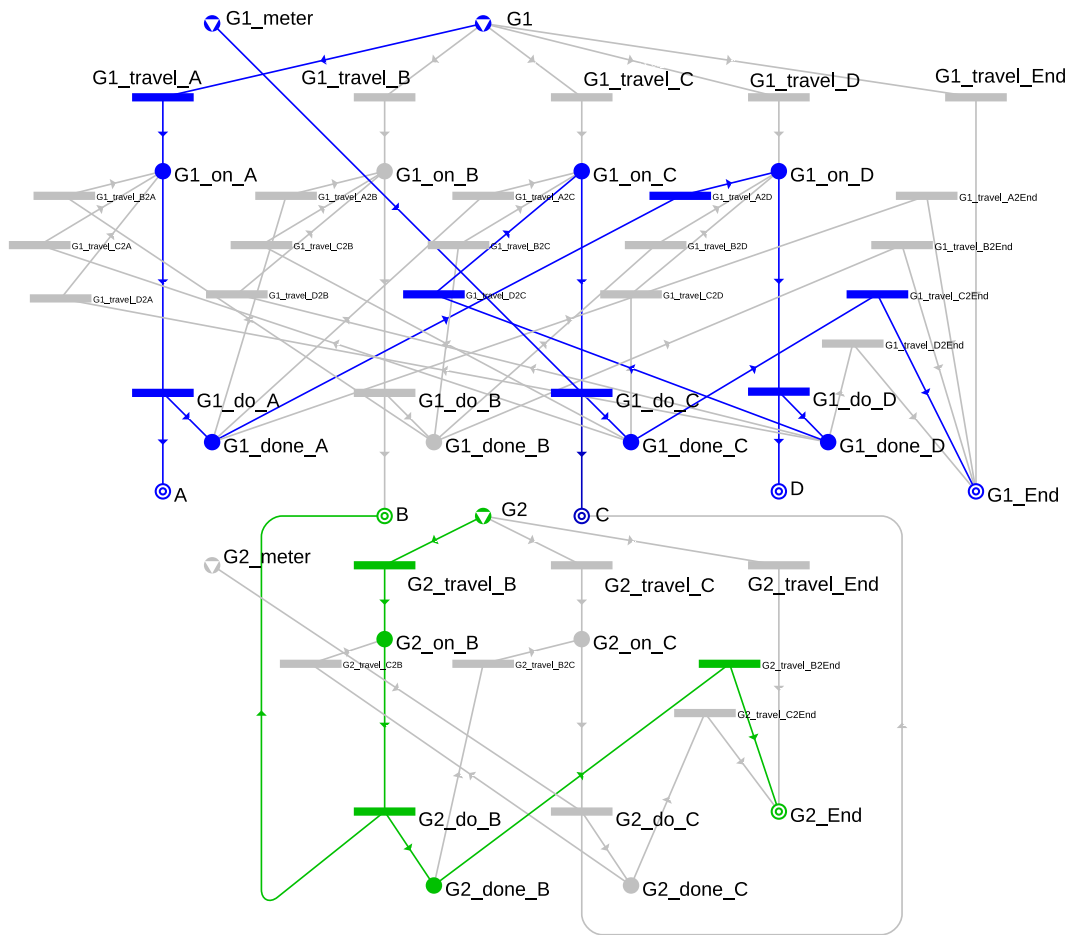 G1_meter
G1
G1_travel_A
G1_travel_B
G1_travel_C
G1_travel_D
G1_travel_End
G1_on_A
G1_on_B
G1_on_C
G1_on_D
G1_travel_B2A
G1_travel_A2B
G1_travel_A2C
G1_travel_A2D
G1_travel_A2End
G1_travel_C2A
G1_travel_C2B
G1_travel_B2C
G1_travel_B2D
G1_travel_B2End
G1_travel_D2A
G1_travel_D2B
G1_travel_D2C
G1_travel_C2D
G1_travel_C2End
G1_travel_D2End
G1_do_A
G1_do_B
G1_do_C
G1_do_D
G1_done_A
G1_done_B
G1_done_C
G1_done_D
A
D
G1_End
B
G2
C
G2_meter
G2_travel_B
G2_travel_C
G2_travel_End
G2_on_B
G2_on_C
G2_travel_C2B
G2_travel_B2C
G2_travel_B2End
G2_travel_C2End
G2_do_B
G2_do_C
G2_End
G2_done_B
G2_done_C